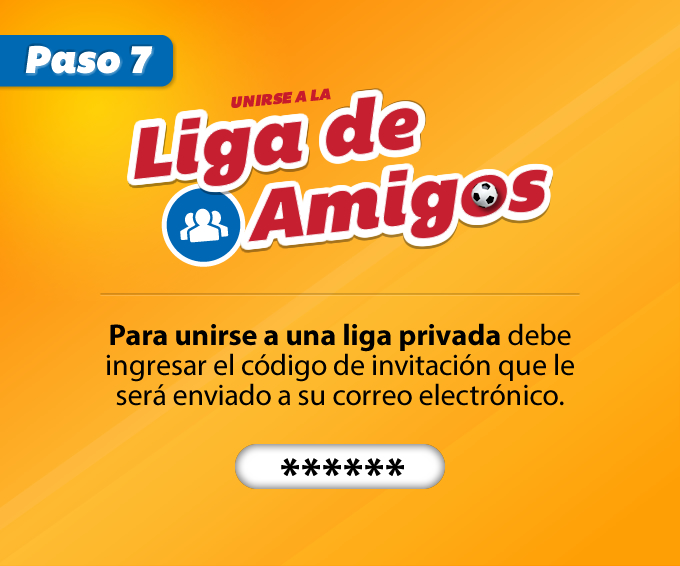 Paso 7
UNIRSE A LA
Liga de
Amigos
Para unirse a una liga privada debe
ingresar el código de invitación que le
será enviado a su correo electrónico.
******